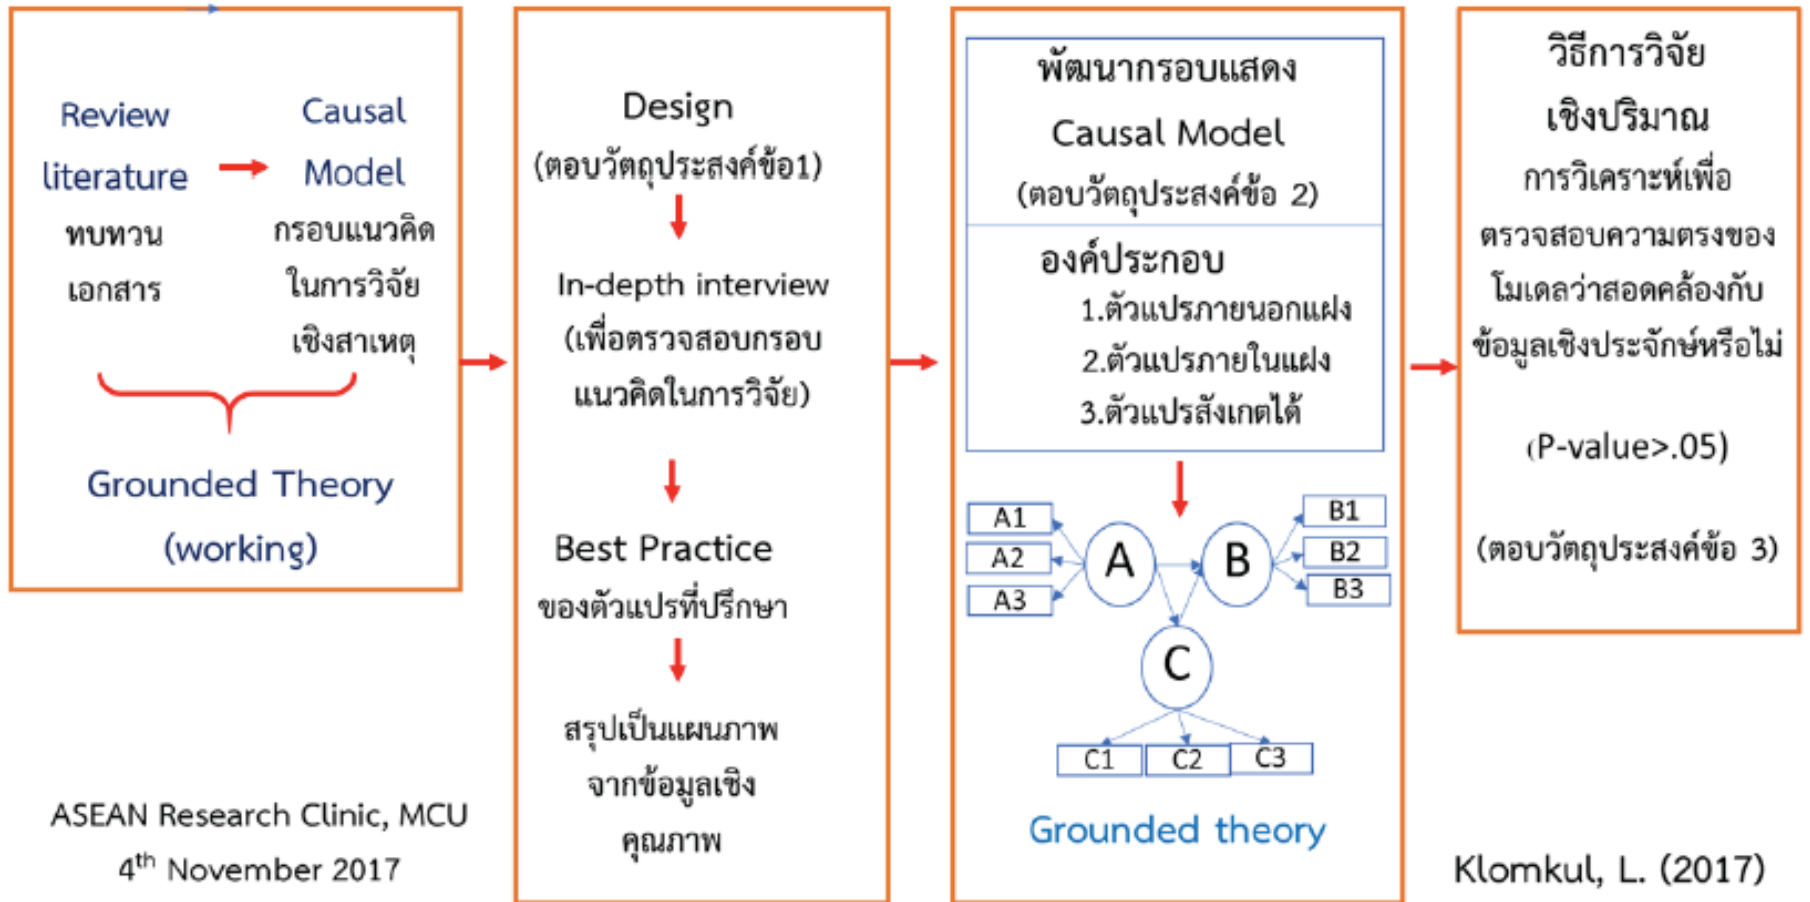 Review
literature
ทบทวน
เอกสาร
Causal
Model
กรอบแนวคิด
ในการวิจัย
เชิงสาเหตุ
Grounded Theory
(working)
ASEAN Research Clinic, MCU
4th November 2017
Design
(ตอบวัตถุประสงค์ข้อ1)
In-depth interview
(เพื่อตรวจสอบกรอบ
แนวคิดในการวิจัย)
Best Practice
ของตัวแปรที่ปรึกษา
สรุปเป็นแผนภาพ
จากข้อมูลเชิง
คุณภาพ
พัฒนากรอบแสดง
Causal Model
(ตอบวัตถุประสงค์ข้อ 2)
องค์ประกอบ
1.ตัวแปรภายนอกแฝง
2.ตัวแปรภายในแฝง
3.ตัวแปรสังเกตได้
A1
A2
A3
A
B
B1
B2
B3
C
C1
C2
C3
Grounded theory
วิธีการวิจัย
เชิงปริมาณ
การวิเคราะห์เพื่อ
ตรวจสอบความตรงของ
โมเดลว่าสอดคล้องกับ
ข้อมูลเชิงประจักษ์หรือไม่
(P-value>.05)
(ตอบวัตถุประสงค์ข้อ 3)
Klomkul, L. (2017)